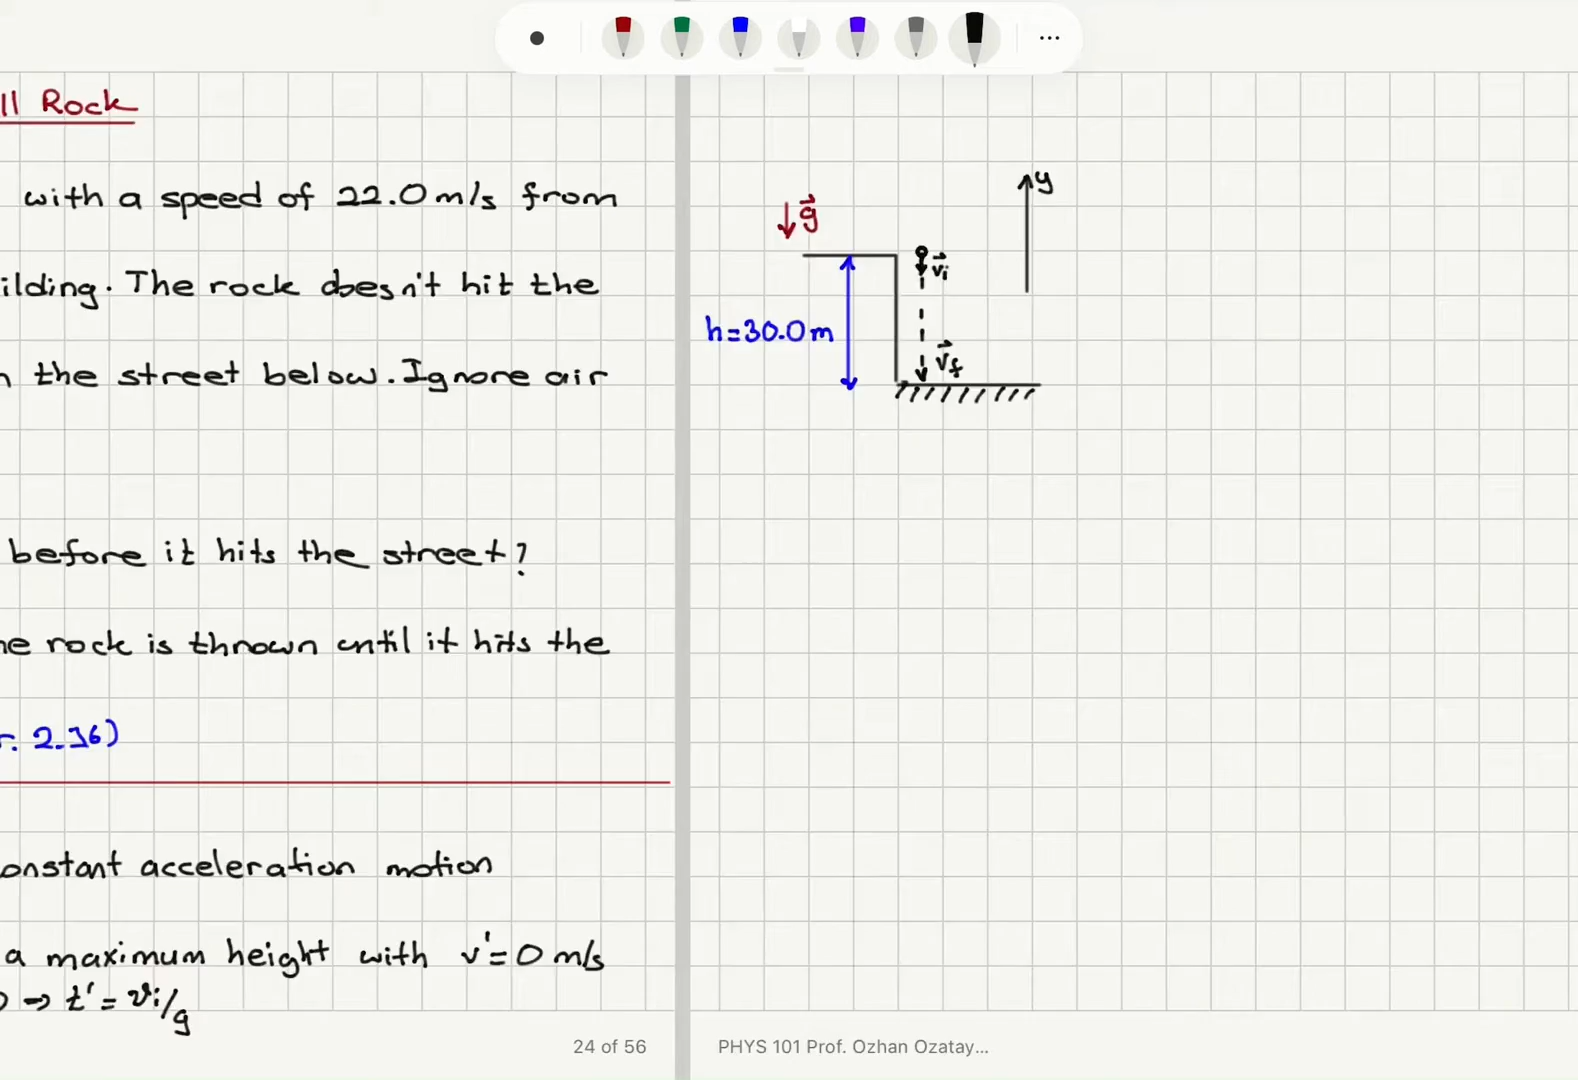 ll Rock
with a speed of 22.0 m/s from
ilding. The rock doesn't hit the
n the street below. Ignore air
before it hits the street?
he rock is thrown until it hits the
r. 2.36)
onstant acceleration motion
a maximum height with v' = 0 m/s
0 → t' = vi/g
24 of 56
y
g⃗
v⃗i
h=30.0m
v⃗f
PHYS 101 Prof. Ozhan Ozatay...